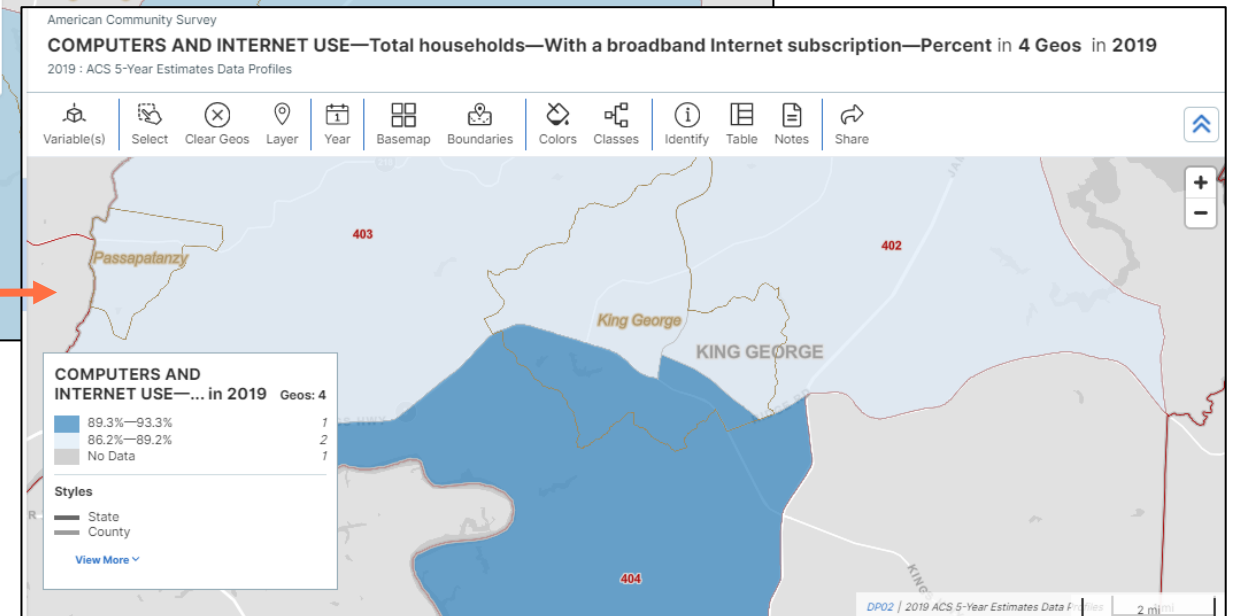 American Community Survey
COMPUTERS AND INTERNET USE—Total households—With a broadband Internet subscription—Percent in 4 Geos in 2019
2019 : ACS 5-Year Estimates Data Profiles
Variable(s) Select Clear Geos Layer Year Basemap Boundaries Colors Classes Identify Table Notes Share
+
−
403
402
Passapatanzy
King George
KING GEORGE
COMPUTERS AND
INTERNET USE—... in 2019 Geos: 4
89.3%—93.3% 1
86.2%—89.2% 2
No Data 1
Styles
State
County
View More
404
KINGS
DP02 | 2019 ACS 5-Year Estimates Data
2 mi